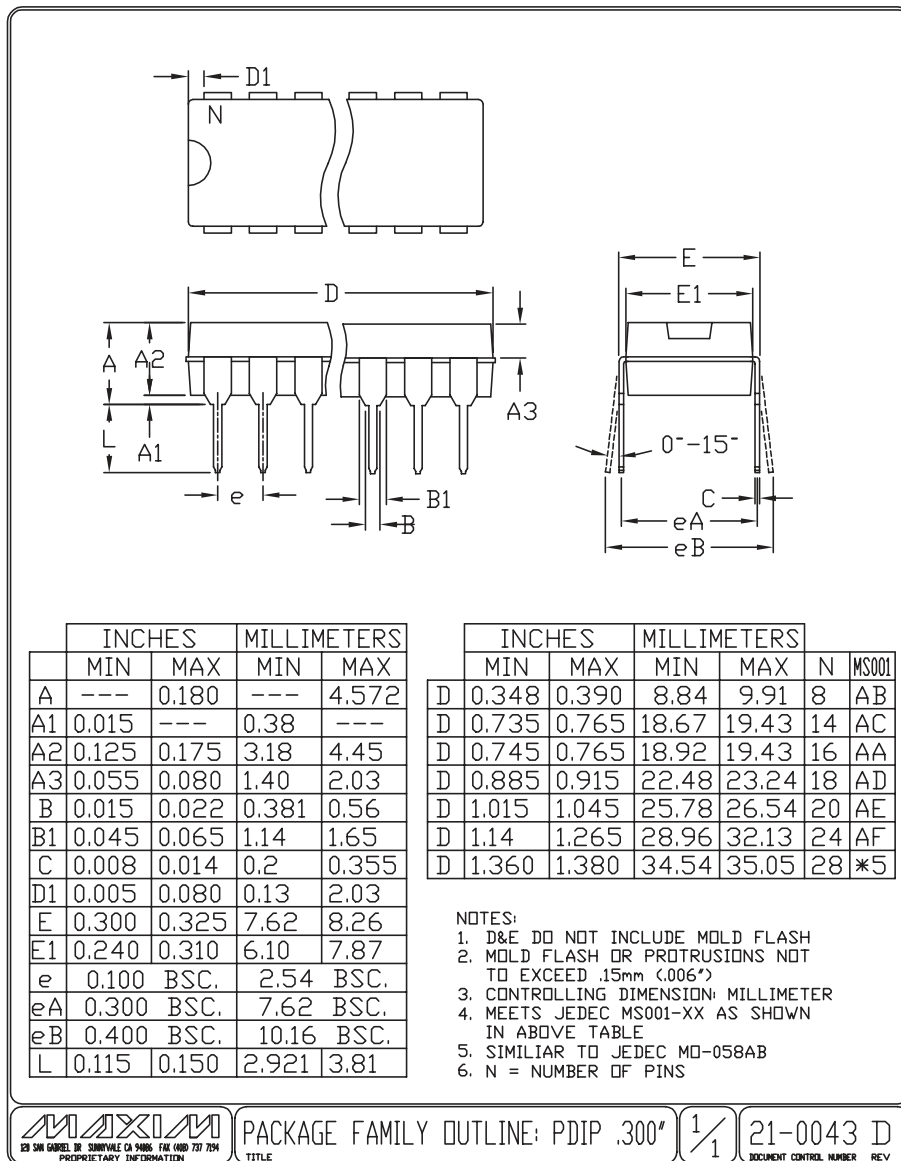 D1
N
E
D
E1
A
A2
A3
L
A1
0°-15°
e
B1
C
B
eA
eB
INCHES MILLIMETERS
MIN MAX MIN MAX
A --- 0.180 --- 4.572
A1 0.015 --- 0.38 ---
A2 0.125 0.175 3.18 4.45
A3 0.055 0.080 1.40 2.03
B 0.015 0.022 0.381 0.56
B1 0.045 0.065 1.14 1.65
C 0.008 0.014 0.2 0.355
D1 0.005 0.080 0.13 2.03
E 0.300 0.325 7.62 8.26
E1 0.240 0.310 6.10 7.87
e 0.100 BSC. 2.54 BSC.
eA 0.300 BSC. 7.62 BSC.
eB 0.400 BSC. 10.16 BSC.
L 0.115 0.150 2.921 3.81
INCHES MILLIMETERS
MIN MAX MIN MAX N MS001
D 0.348 0.390 8.84 9.91 8 AB
D 0.735 0.765 18.67 19.43 14 AC
D 0.745 0.765 18.92 19.43 16 AA
D 0.885 0.915 22.48 23.24 18 AD
D 1.015 1.045 25.78 26.54 20 AE
D 1.14 1.265 28.96 32.13 24 AF
D 1.360 1.380 34.54 35.05 28 *5
NOTES:
1. D&E DO NOT INCLUDE MOLD FLASH
2. MOLD FLASH OR PROTRUSIONS NOT
TO EXCEED .15mm (.006")
3. CONTROLLING DIMENSION: MILLIMETER
4. MEETS JEDEC MS001-XX AS SHOWN
IN ABOVE TABLE
5. SIMILIAR TO JEDEC MO-058AB
6. N = NUMBER OF PINS
MAXIM
120 SAN GABRIEL DR SUNNYVALE CA 94086 FAX (408) 737 7194
PROPRIETARY INFORMATION
PACKAGE FAMILY OUTLINE: PDIP .300"
TITLE
1/1
21-0043 D
DOCUMENT CONTROL NUMBER REV